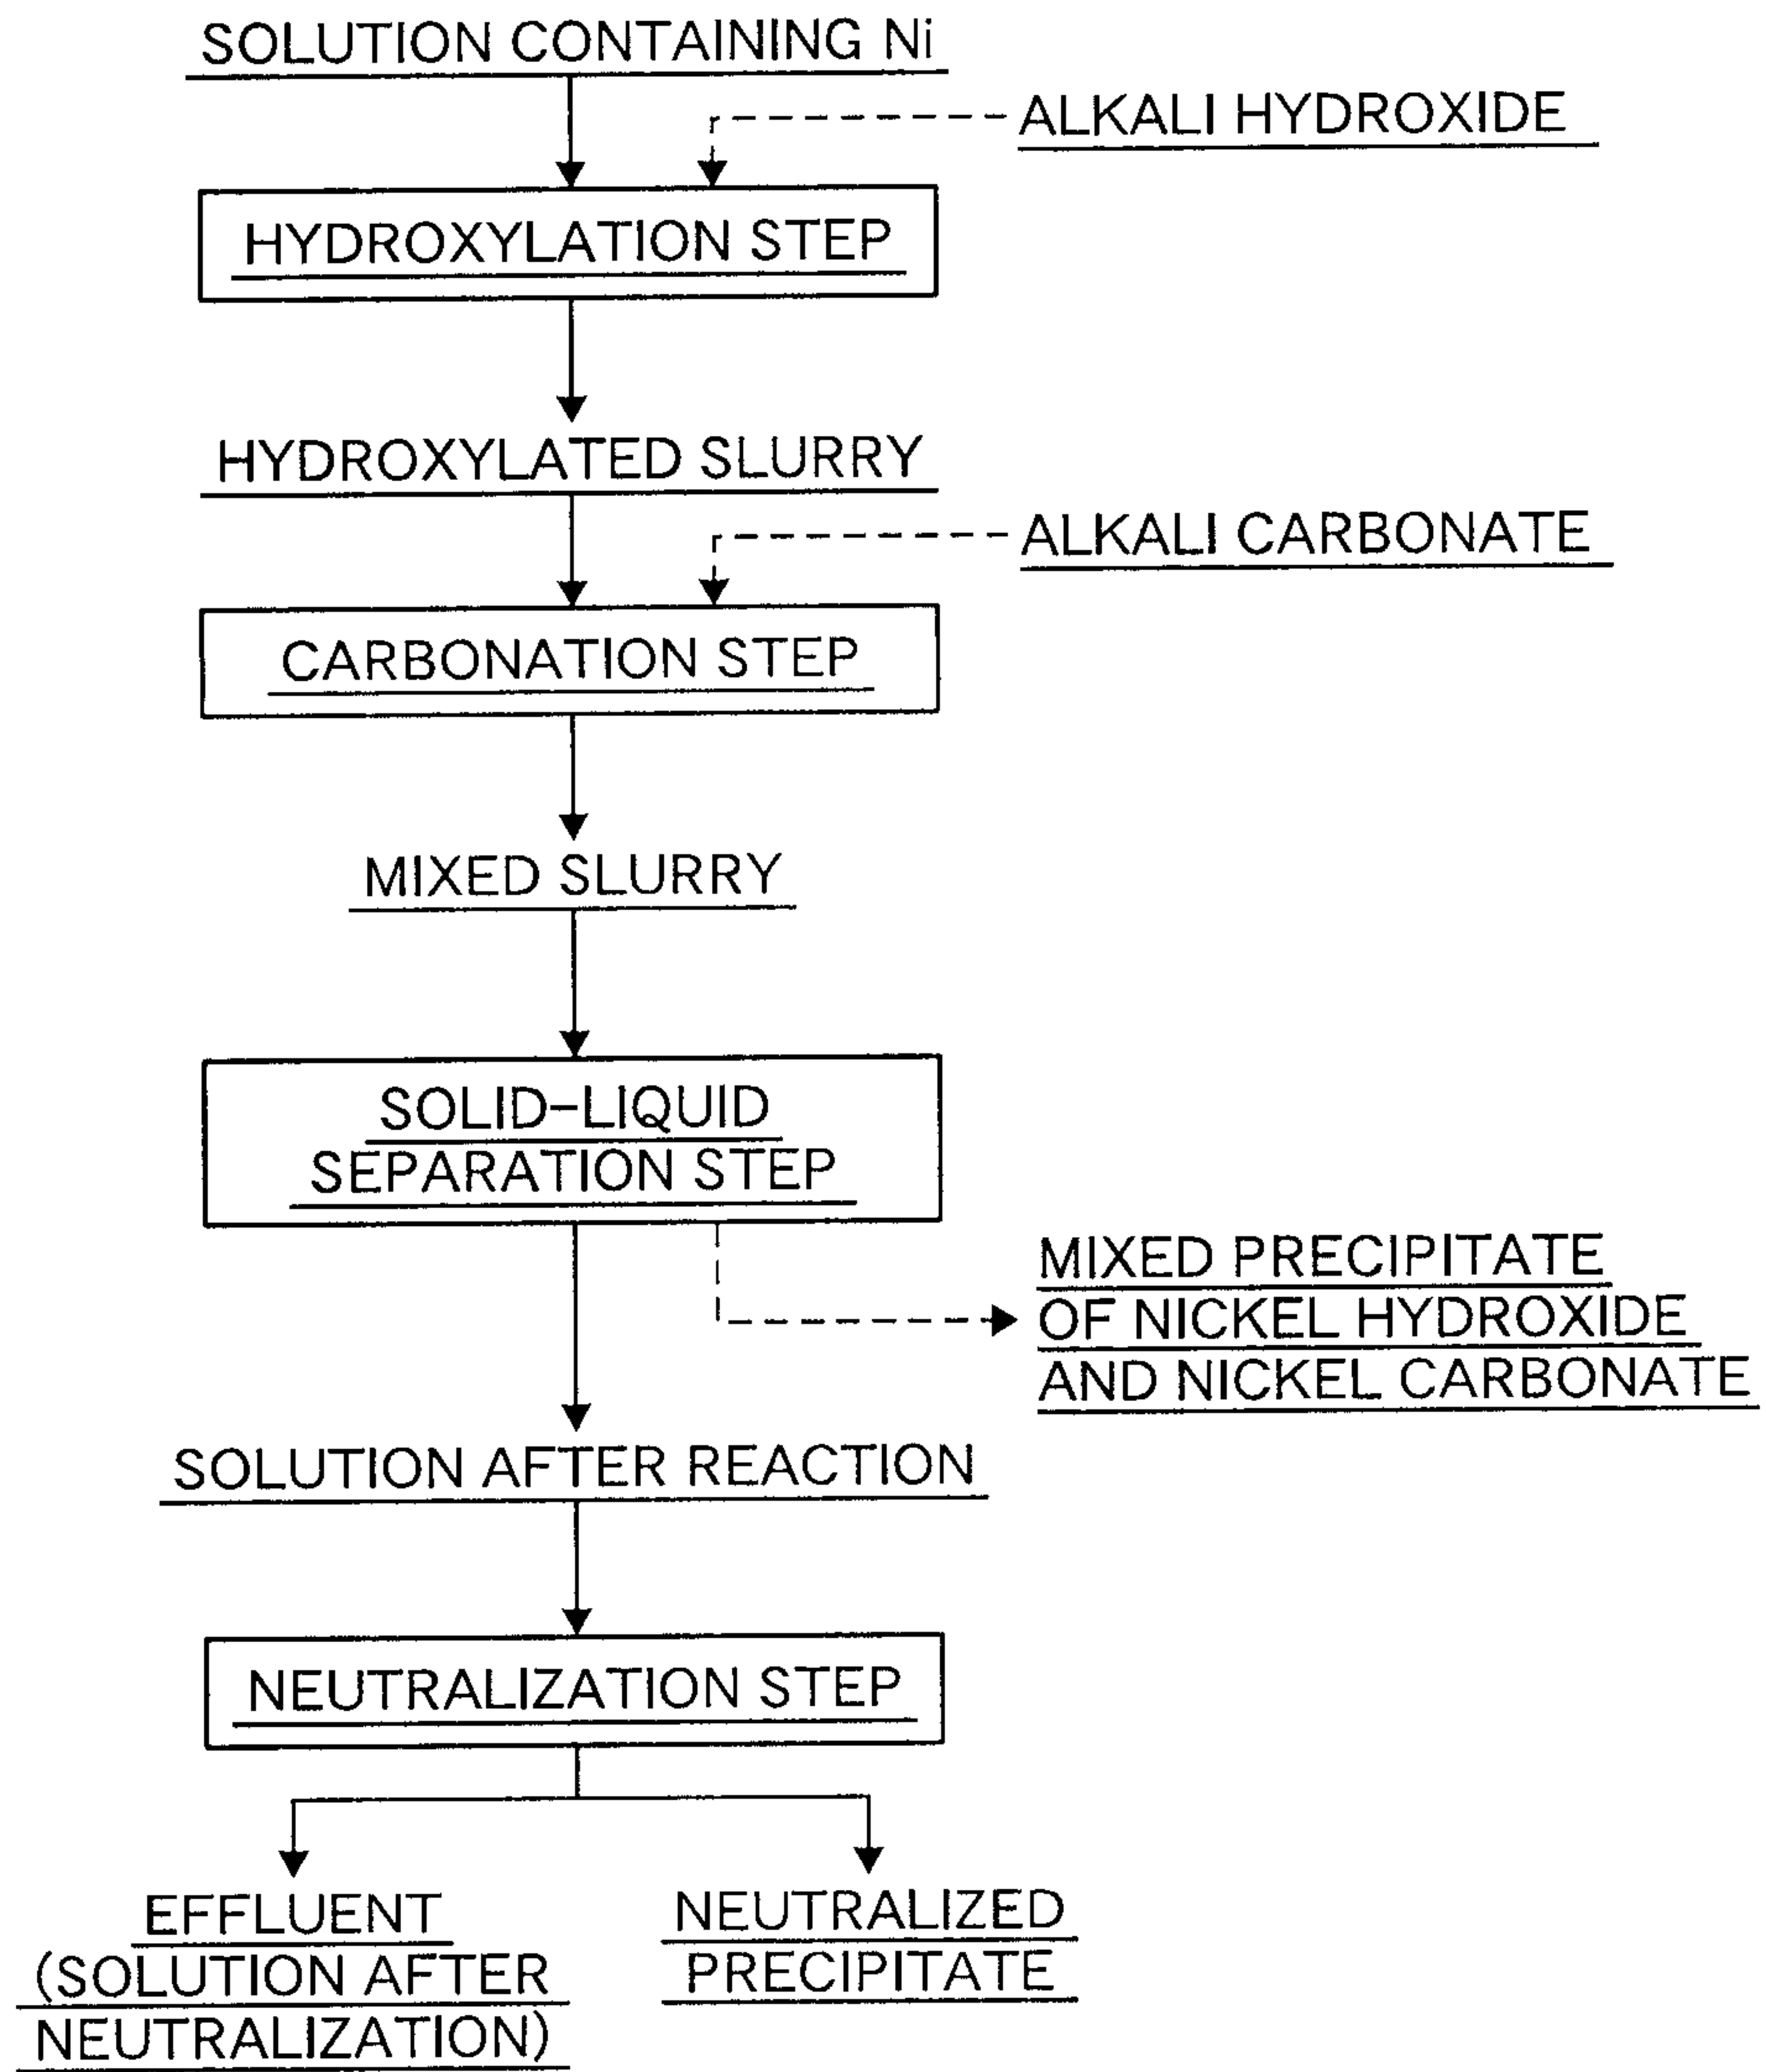 SOLUTION CONTAINING Ni
ALKALI HYDROXIDE
HYDROXYLATION STEP
HYDROXYLATED SLURRY
ALKALI CARBONATE
CARBONATION STEP
MIXED SLURRY
SOLID-LIQUID
SEPARATION STEP
MIXED PRECIPITATE
OF NICKEL HYDROXIDE
AND NICKEL CARBONATE
SOLUTION AFTER REACTION
NEUTRALIZATION STEP
EFFLUENT
(SOLUTION AFTER
NEUTRALIZATION)
NEUTRALIZED
PRECIPITATE